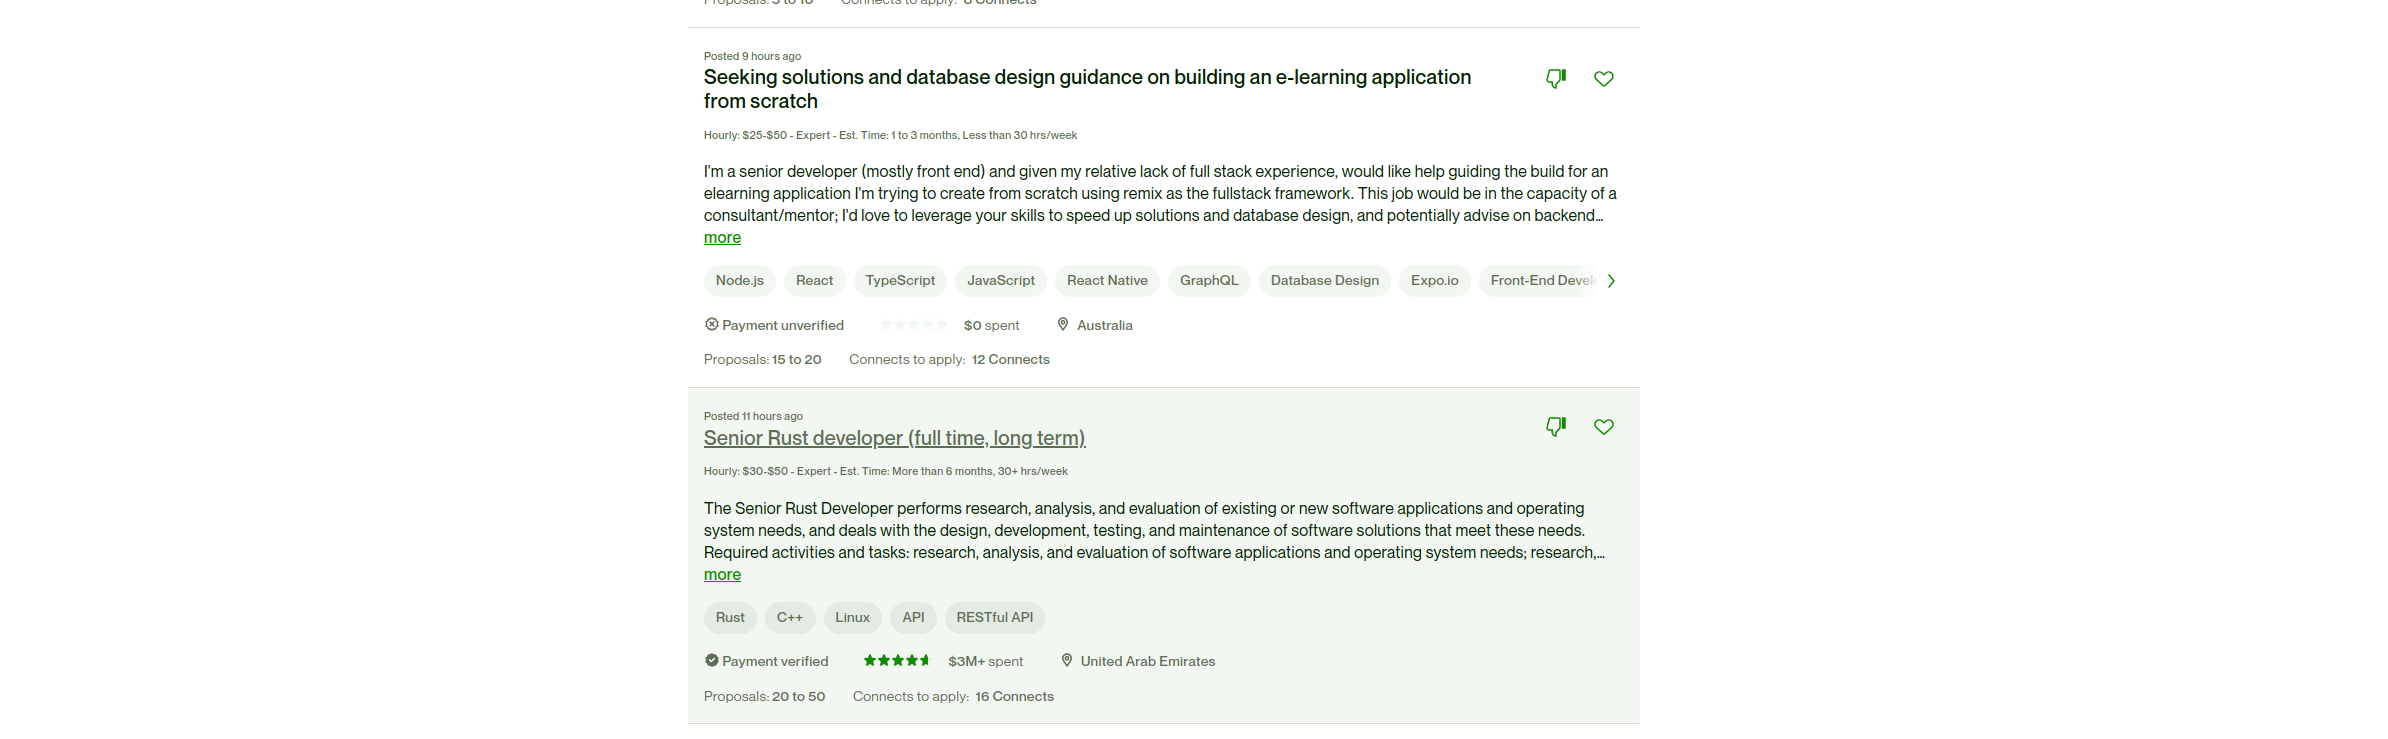 Proposals: 5 to 10 Connects to apply: 8 Connects
Posted 9 hours ago
Seeking solutions and database design guidance on building an e-learning application
from scratch
Hourly: $25-$50 - Expert - Est. Time: 1 to 3 months, Less than 30 hrs/week
I'm a senior developer (mostly front end) and given my relative lack of full stack experience, would like help guiding the build for an
elearning application I'm trying to create from scratch using remix as the fullstack framework. This job would be in the capacity of a
consultant/mentor; I'd love to leverage your skills to speed up solutions and database design, and potentially advise on backend…
more
Node.js React TypeScript JavaScript React Native GraphQL Database Design Expo.io Front-End Devel
Payment unverified $0 spent Australia
Proposals: 15 to 20 Connects to apply: 12 Connects
Posted 11 hours ago
Senior Rust developer (full time, long term)
Hourly: $30-$50 - Expert - Est. Time: More than 6 months, 30+ hrs/week
The Senior Rust Developer performs research, analysis, and evaluation of existing or new software applications and operating
system needs, and deals with the design, development, testing, and maintenance of software solutions that meet these needs.
Required activities and tasks: research, analysis, and evaluation of software applications and operating system needs; research,…
more
Rust C++ Linux API RESTful API
Payment verified $3M+ spent United Arab Emirates
Proposals: 20 to 50 Connects to apply: 16 Connects